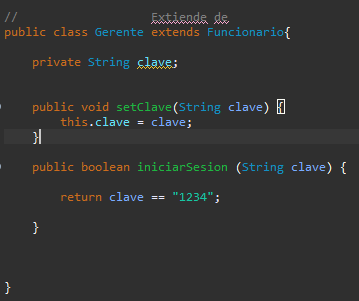 // Extiende de
public class Gerente extends Funcionario{
private String clave;
public void setClave(String clave) {
this.clave = clave;
}
public boolean iniciarSesion (String clave) {
return clave == "1234";
}
}